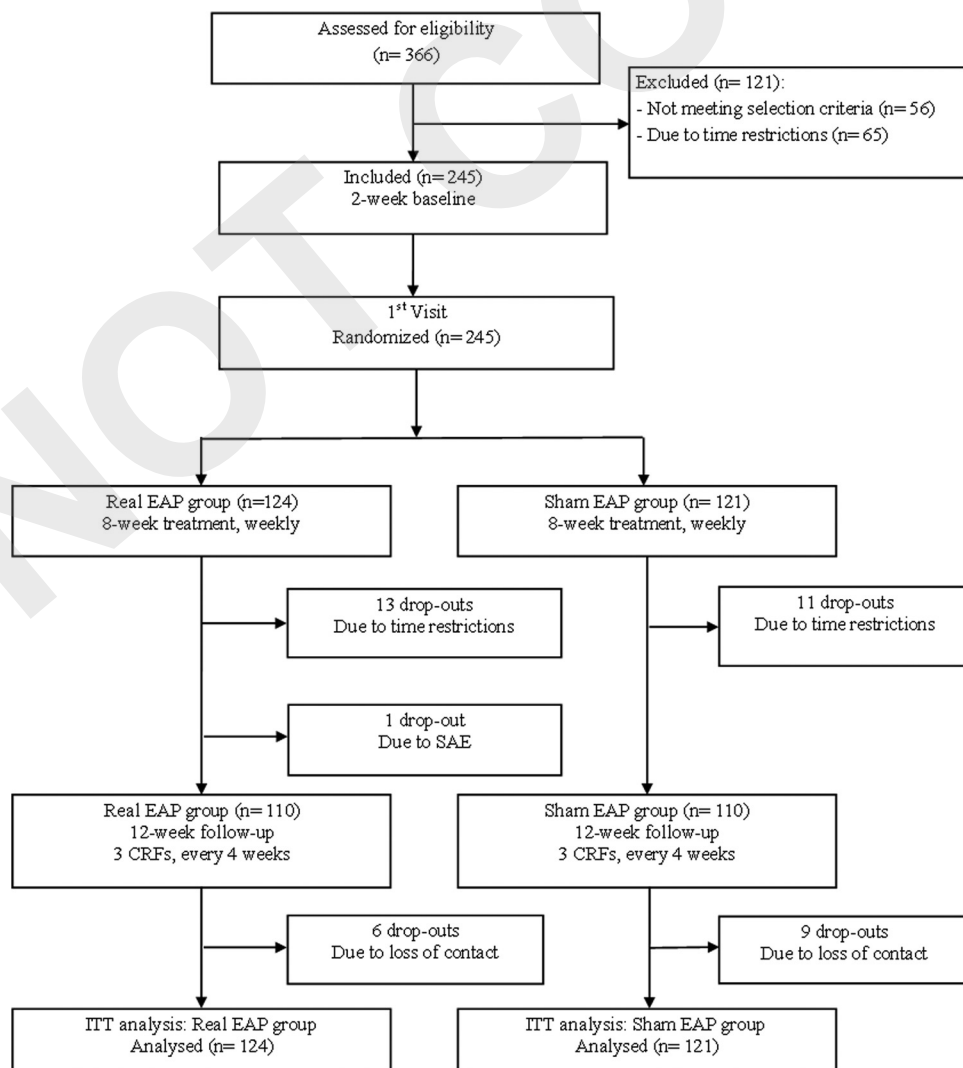 Assessed for eligibility
(n= 366)
Excluded (n= 121):
- Not meeting selection criteria (n= 56)
- Due to time restrictions (n= 65)
Included (n= 245)
2-week baseline
1st Visit
Randomized (n= 245)
Real EAP group (n=124)
8-week treatment, weekly
Sham EAP group (n= 121)
8-week treatment, weekly
13 drop-outs
Due to time restrictions
11 drop-outs
Due to time restrictions
1 drop-out
Due to SAE
Real EAP group (n= 110)
12-week follow-up
3 CRFs, every 4 weeks
Sham EAP group (n= 110)
12-week follow-up
3 CRFs, every 4 weeks
6 drop-outs
Due to loss of contact
9 drop-outs
Due to loss of contact
ITT analysis: Real EAP group
Analysed (n= 124)
ITT analysis: Sham EAP group
Analysed (n= 121)
NOT CO